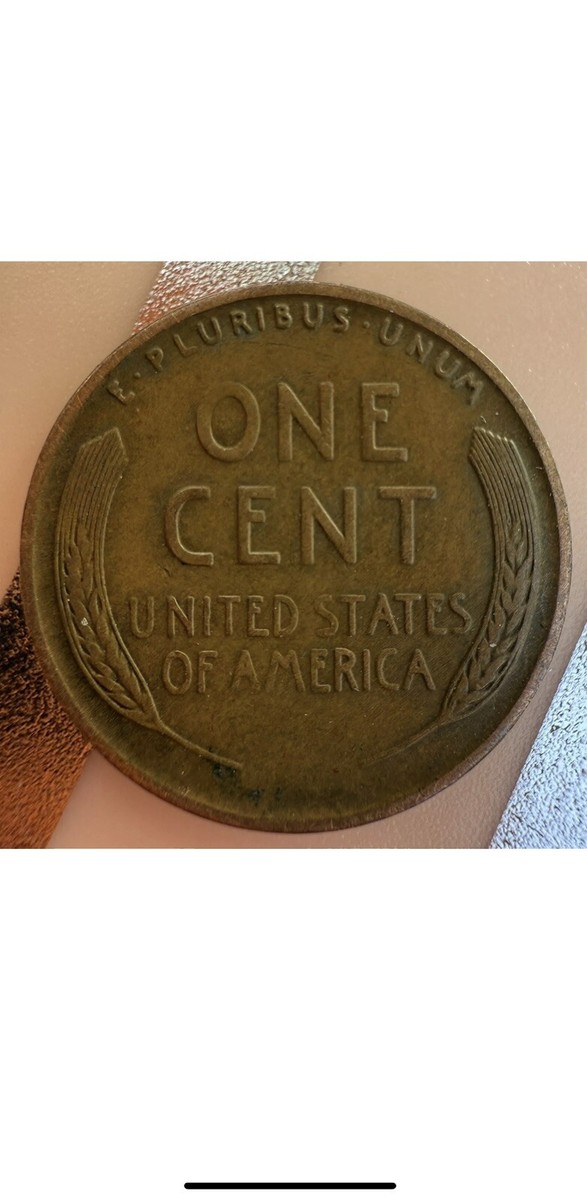 E·PLURIBUS·UNUM
ONE
CENT
UNITED STATES
OF AMERICA